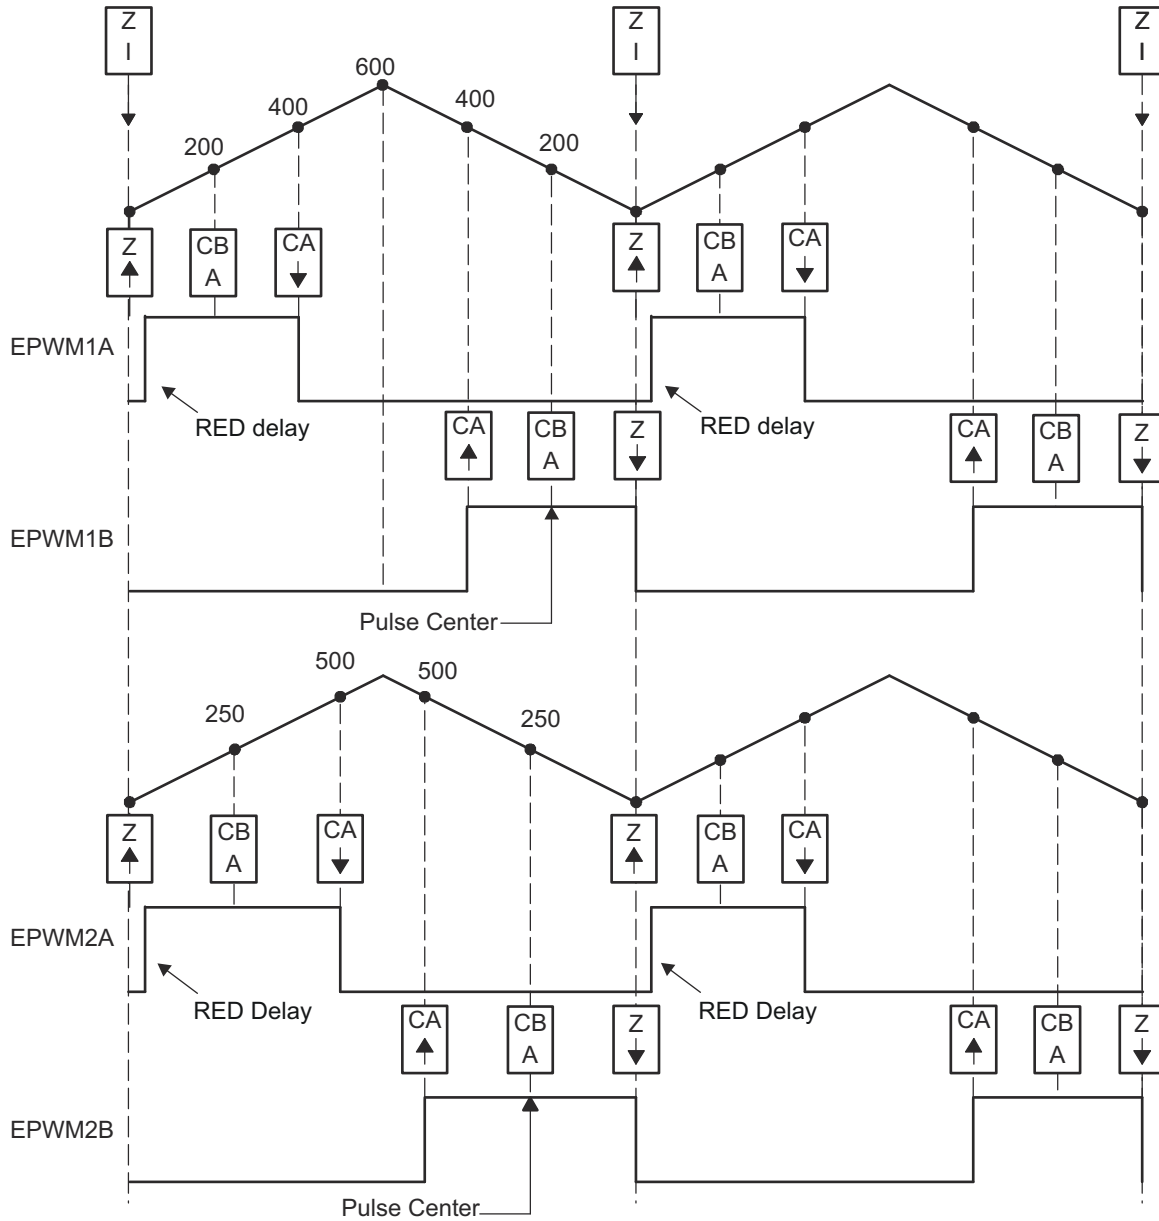 Z Z Z
I I I
600
400 400
200 200
Z CB CA Z CB CA
A A
EPWM1A
RED delay RED delay
CA CB Z CA CB Z
A A
EPWM1B
Pulse Center
500 500
250 250
Z CB CA Z CB CA
A A
EPWM2A
RED Delay RED Delay
CA CB Z CA CB Z
A A
EPWM2B
Pulse Center